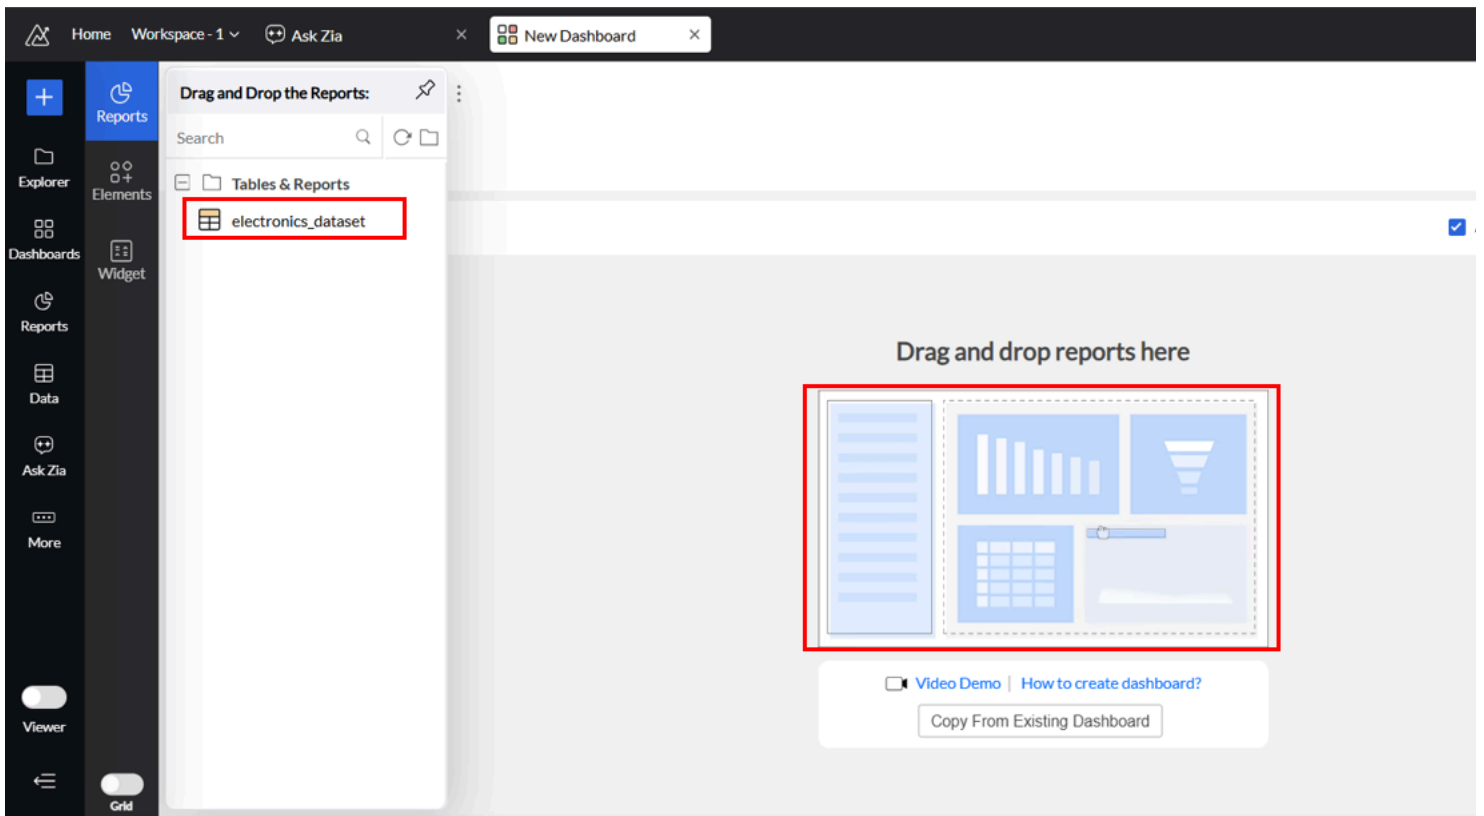 Home
Workspace - 1
Ask Zia
New Dashboard
Reports
Elements
Widget
Grid
Explorer
Dashboards
Reports
Data
Ask Zia
More
Viewer
Drag and Drop the Reports:
Search
Tables & Reports
electronics_dataset
Drag and drop reports here
Video Demo | How to create dashboard?
Copy From Existing Dashboard